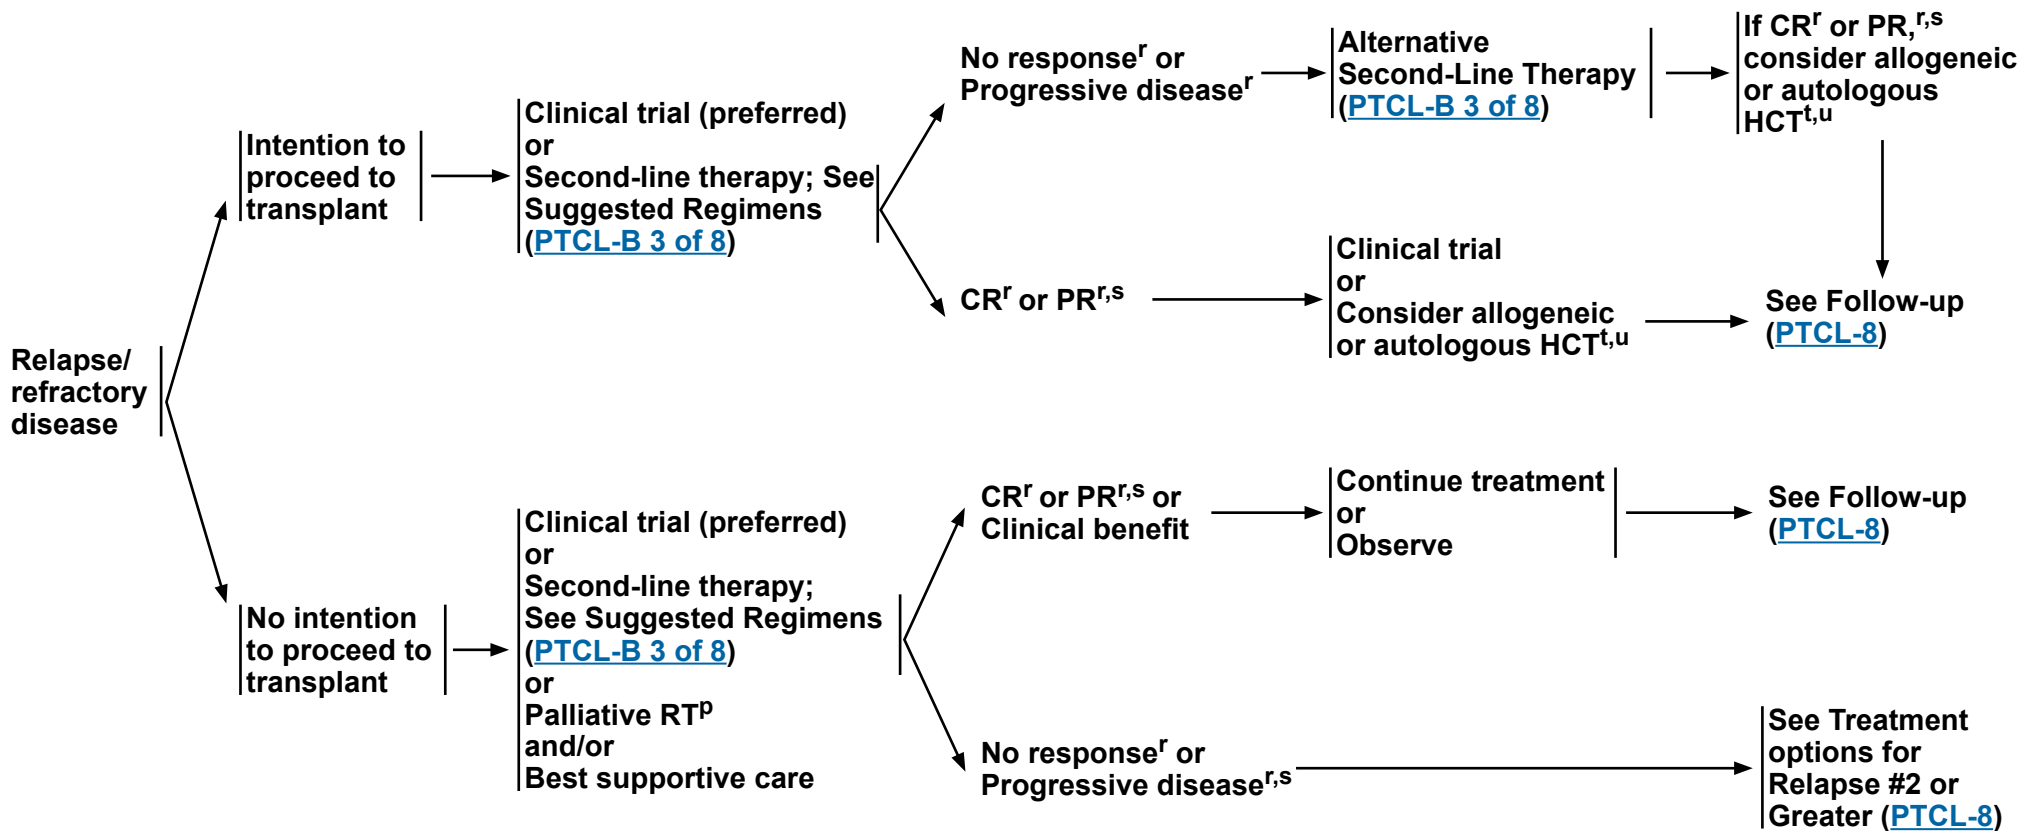 Relapse/
refractory
disease
Intention to
proceed to
transplant
Clinical trial (preferred)
or
Second-line therapy; See
Suggested Regimens
(PTCL-B 3 of 8)
No response^r or
Progressive disease^r
Alternative
Second-Line Therapy
(PTCL-B 3 of 8)
If CR^r or PR,^r,s
consider allogeneic
or autologous
HCT^t,u
CR^r or PR^r,s
Clinical trial
or
Consider allogeneic
or autologous HCT^t,u
See Follow-up
(PTCL-8)
No intention
to proceed to
transplant
Clinical trial (preferred)
or
Second-line therapy;
See Suggested Regimens
(PTCL-B 3 of 8)
or
Palliative RT^p
and/or
Best supportive care
CR^r or PR^r,s or
Clinical benefit
Continue treatment
or
Observe
See Follow-up
(PTCL-8)
No response^r or
Progressive disease^r,s
See Treatment
options for
Relapse #2 or
Greater (PTCL-8)